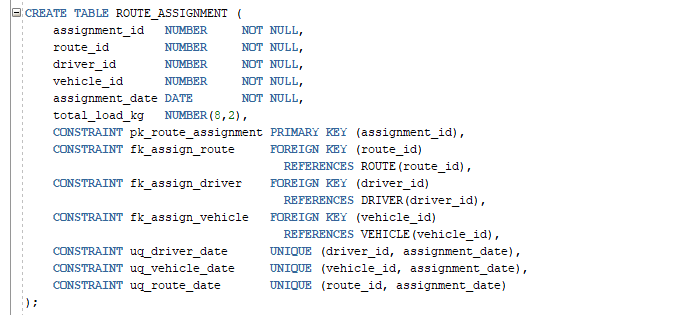 CREATE TABLE ROUTE_ASSIGNMENT (
    assignment_id   NUMBER     NOT NULL,
    route_id        NUMBER     NOT NULL,
    driver_id       NUMBER     NOT NULL,
    vehicle_id      NUMBER     NOT NULL,
    assignment_date DATE       NOT NULL,
    total_load_kg   NUMBER(8,2),
    CONSTRAINT pk_route_assignment PRIMARY KEY (assignment_id),
    CONSTRAINT fk_assign_route     FOREIGN KEY (route_id)
                                     REFERENCES ROUTE(route_id),
    CONSTRAINT fk_assign_driver    FOREIGN KEY (driver_id)
                                     REFERENCES DRIVER(driver_id),
    CONSTRAINT fk_assign_vehicle   FOREIGN KEY (vehicle_id)
                                     REFERENCES VEHICLE(vehicle_id),
    CONSTRAINT uq_driver_date      UNIQUE (driver_id, assignment_date),
    CONSTRAINT uq_vehicle_date     UNIQUE (vehicle_id, assignment_date),
    CONSTRAINT uq_route_date       UNIQUE (route_id, assignment_date)
);